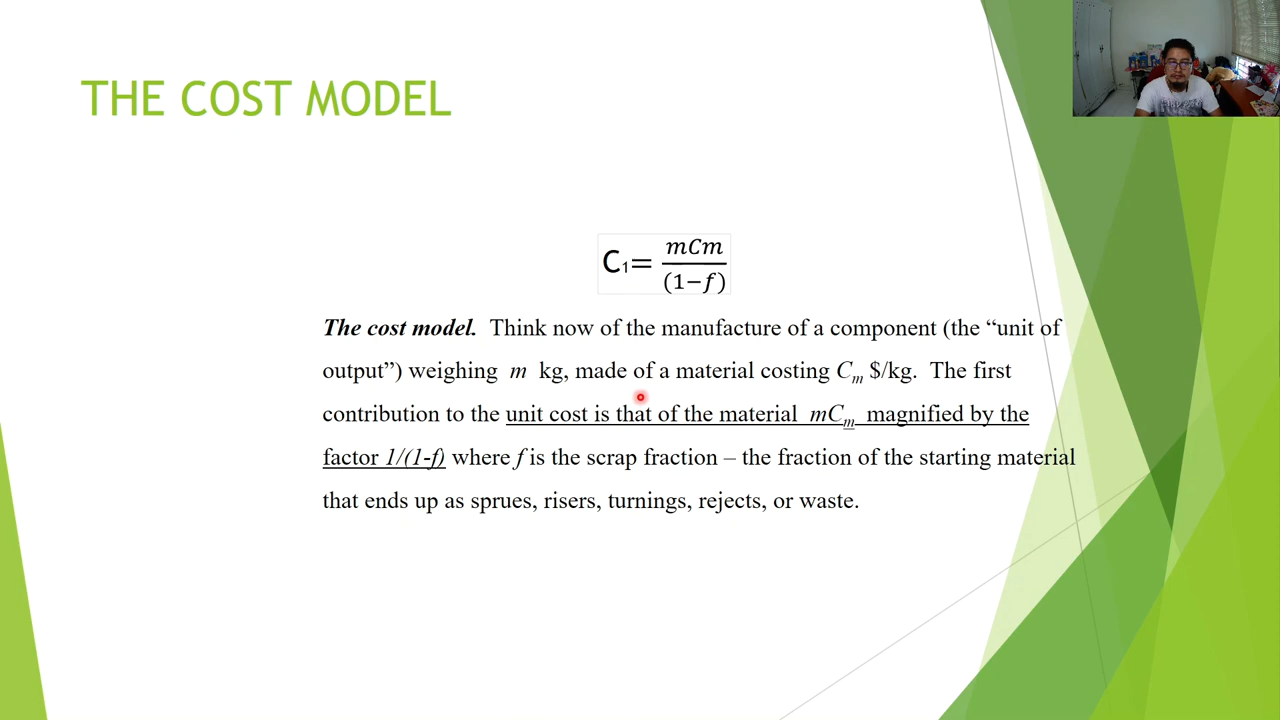 THE COST MODEL
C₁= mCm/(1−f)
The cost model. Think now of the manufacture of a component (the “unit of
output”) weighing m kg, made of a material costing Cₘ $/kg. The first
contribution to the unit cost is that of the material mCₘ magnified by the
factor 1/(1-f) where f is the scrap fraction – the fraction of the starting material
that ends up as sprues, risers, turnings, rejects, or waste.